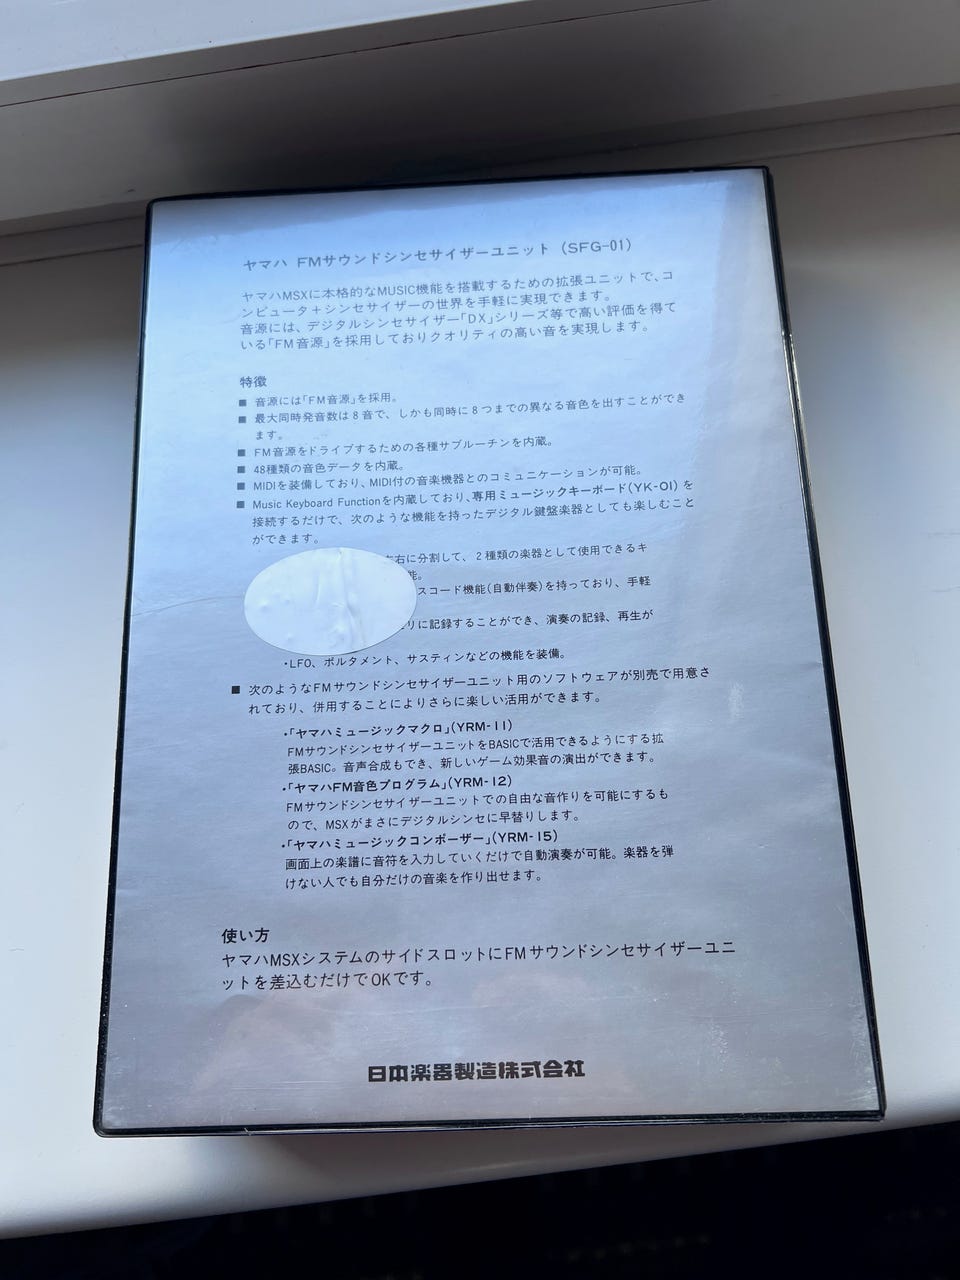 ヤマハ FMサウンドシンセサイザーユニット (SFG-01)
ヤマハMSXに本格的なMUSIC機能を搭載するための拡張ユニットで、コ
ンピュータ＋シンセサイザーの世界を手軽に実現できます。
音源には、デジタルシンセサイザー「DX」シリーズ等で高い評価を得て
いる「FM音源」を採用しておりクオリティの高い音を実現します。
特徴
■ 音源には「FM音源」を採用。
■ 最大同時発音数は8音で、しかも同時に8つまでの異なる音色を出すことができ
ます。
■ FM音源をドライブするための各種サブルーチンを内蔵。
■ 48種類の音色データを内蔵。
■ MIDIを装備しており、MIDI付の音楽機器とのコミュニケーションが可能。
■ Music Keyboard Functionを内蔵しており、専用ミュージックキーボード(YK-01)を
接続するだけで、次のような機能を持ったデジタル鍵盤楽器としても楽しむこと
ができます。
右に分割して、2種類の楽器として使用できるキ
能。
スコード機能(自動伴奏)を持っており、手軽
リに記録することができ、演奏の記録、再生が
・LFO、ポルタメント、サスティンなどの機能を装備。
■ 次のようなFMサウンドシンセサイザーユニット用のソフトウェアが別売で用意さ
れており、併用することによりさらに楽しい活用ができます。
・「ヤマハミュージックマクロ」(YRM-11)
FMサウンドシンセサイザーユニットをBASICで活用できるようにする拡
張BASIC。音声合成もでき、新しいゲーム効果音の演出ができます。
・「ヤマハFM音色プログラム」(YRM-12)
FMサウンドシンセサイザーユニットでの自由な音作りを可能にするも
ので、MSXがまさにデジタルシンセに早替りします。
・「ヤマハミュージックコンポーザー」(YRM-15)
画面上の楽譜に音符を入力していくだけで自動演奏が可能。楽器を弾
けない人でも自分だけの音楽を作り出せます。
使い方
ヤマハMSXシステムのサイドスロットにFMサウンドシンセサイザーユニ
ットを差込むだけでOKです。
日本楽器製造株式会社